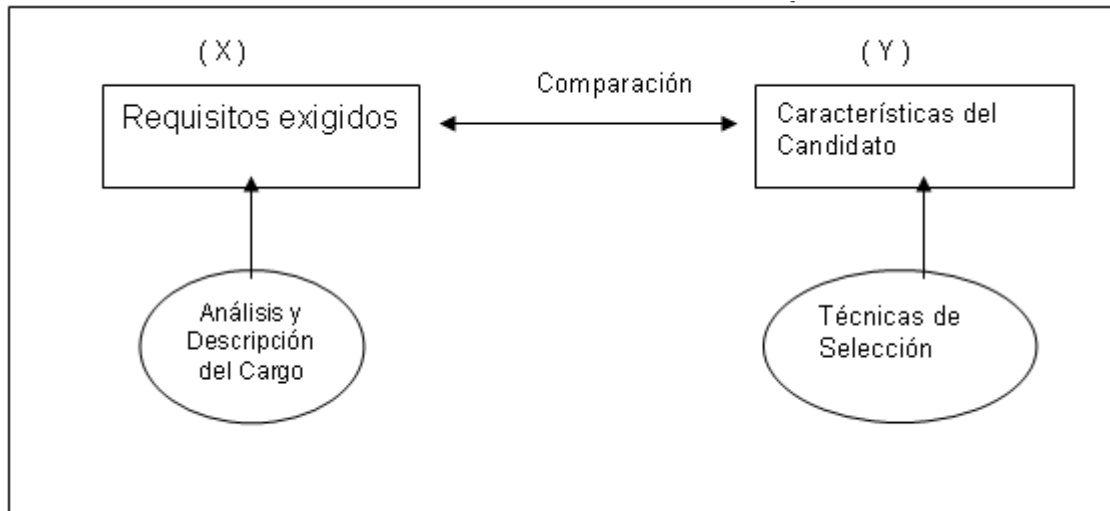 ( X )
( Y )
Comparación
Requisitos exigidos
Características del
Candidato
Análisis y
Descripción
del Cargo
Técnicas de
Selección